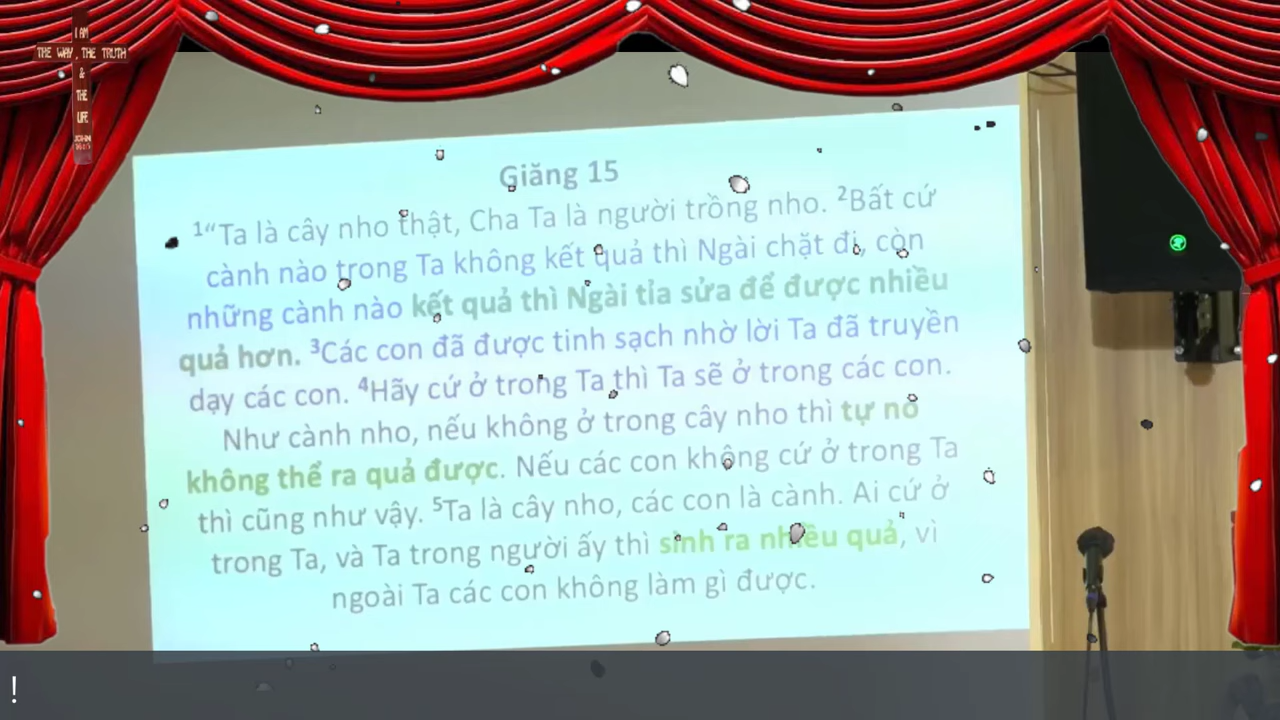 I AM
THE WAY, THE TRUTH
&
THE
LIFE
Giăng 15
¹“Ta là cây nho thật, Cha Ta là người trồng nho. ²Bất cứ
cành nào trong Ta không kết quả thì Ngài chặt đi, còn
những cành nào kết quả thì Ngài tỉa sửa để được nhiều
quả hơn. ³Các con đã được tinh sạch nhờ lời Ta đã truyền
dạy các con. ⁴Hãy cứ ở trong Ta thì Ta sẽ ở trong các con.
Như cành nho, nếu không ở trong cây nho thì tự nó
không thể ra quả được. Nếu các con không cứ ở trong Ta
thì cũng như vậy. ⁵Ta là cây nho, các con là cành. Ai cứ ở
trong Ta, và Ta trong người ấy thì sinh ra nhiều quả, vì
ngoài Ta các con không làm gì được.
!